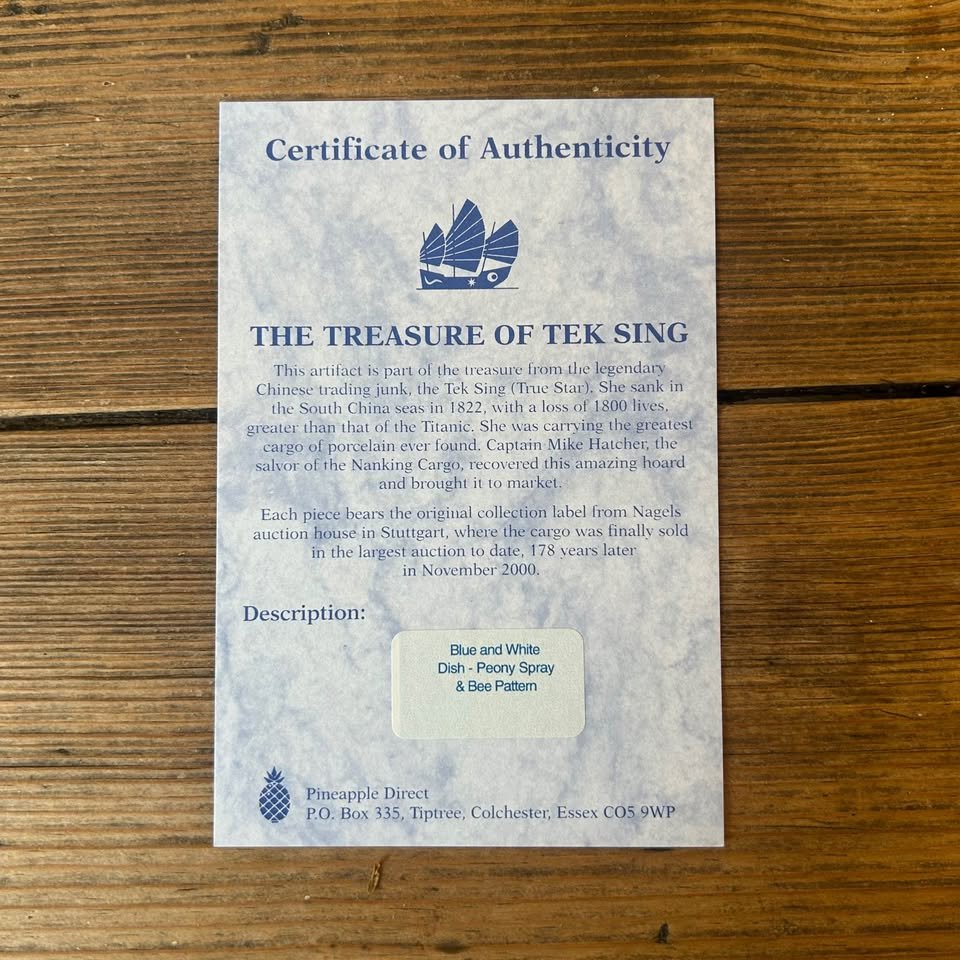 Certificate of Authenticity
THE TREASURE OF TEK SING
This artifact is part of the treasure from the legendary
Chinese trading junk, the Tek Sing (True Star). She sank in
the South China seas in 1822, with a loss of 1800 lives,
greater than that of the Titanic. She was carrying the greatest
cargo of porcelain ever found. Captain Mike Hatcher, the
salvor of the Nanking Cargo, recovered this amazing hoard
and brought it to market.
Each piece bears the original collection label from Nagels
auction house in Stuttgart, where the cargo was finally sold
in the largest auction to date, 178 years later
in November 2000.
Description:
Blue and White
Dish - Peony Spray
& Bee Pattern
Pineapple Direct
P.O. Box 335, Tiptree, Colchester, Essex CO5 9WP